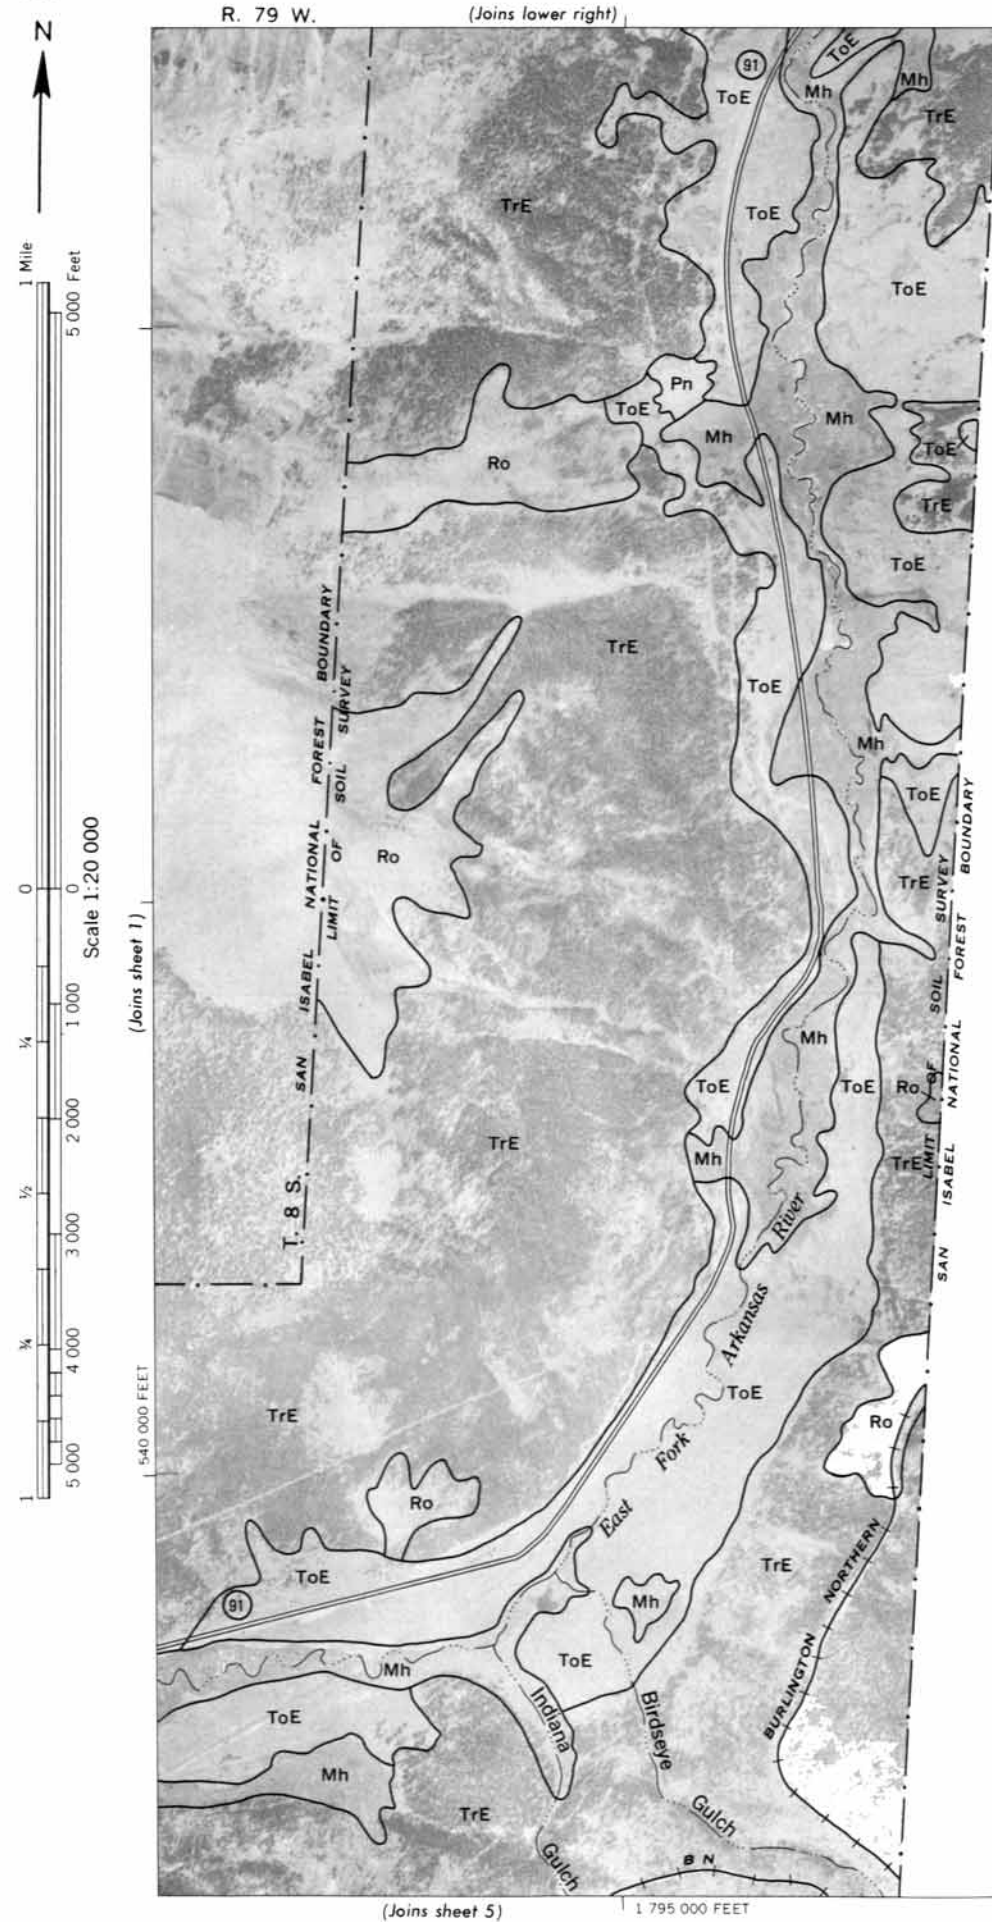 R. 79 W.
(Joins lower right)
N
91
ToE
ToE
Mh
Mh
TrE
TrE
ToE
ToE
1 Mile
5 000 Feet
Pn
ToE
Mh
Mh
ToE
Ro
TrE
ToE
SAN ISABEL NATIONAL FOREST BOUNDARY
LIMIT OF SOIL SURVEY
TrE
ToE
Mh
ToE
Ro
TrE
0
0
Scale 1:20 000
(Joins sheet 1)
LIMIT OF SOIL SURVEY
SAN ISABEL NATIONAL FOREST BOUNDARY
1 000
¼
Mh
ToE
ToE
Ro
2 000
TrE
Mh
TrE
½
3 000
T. 8 S.
East Fork Arkansas River
¾
4 000
ToE
540 000 FEET
TrE
Ro
5 000
1
Ro
BURLINGTON NORTHERN
TrE
ToE
91
Mh
ToE
Mh
Indiana Gulch
Birdseye Gulch
ToE
Mh
TrE
B N
(Joins sheet 5)
1 795 000 FEET